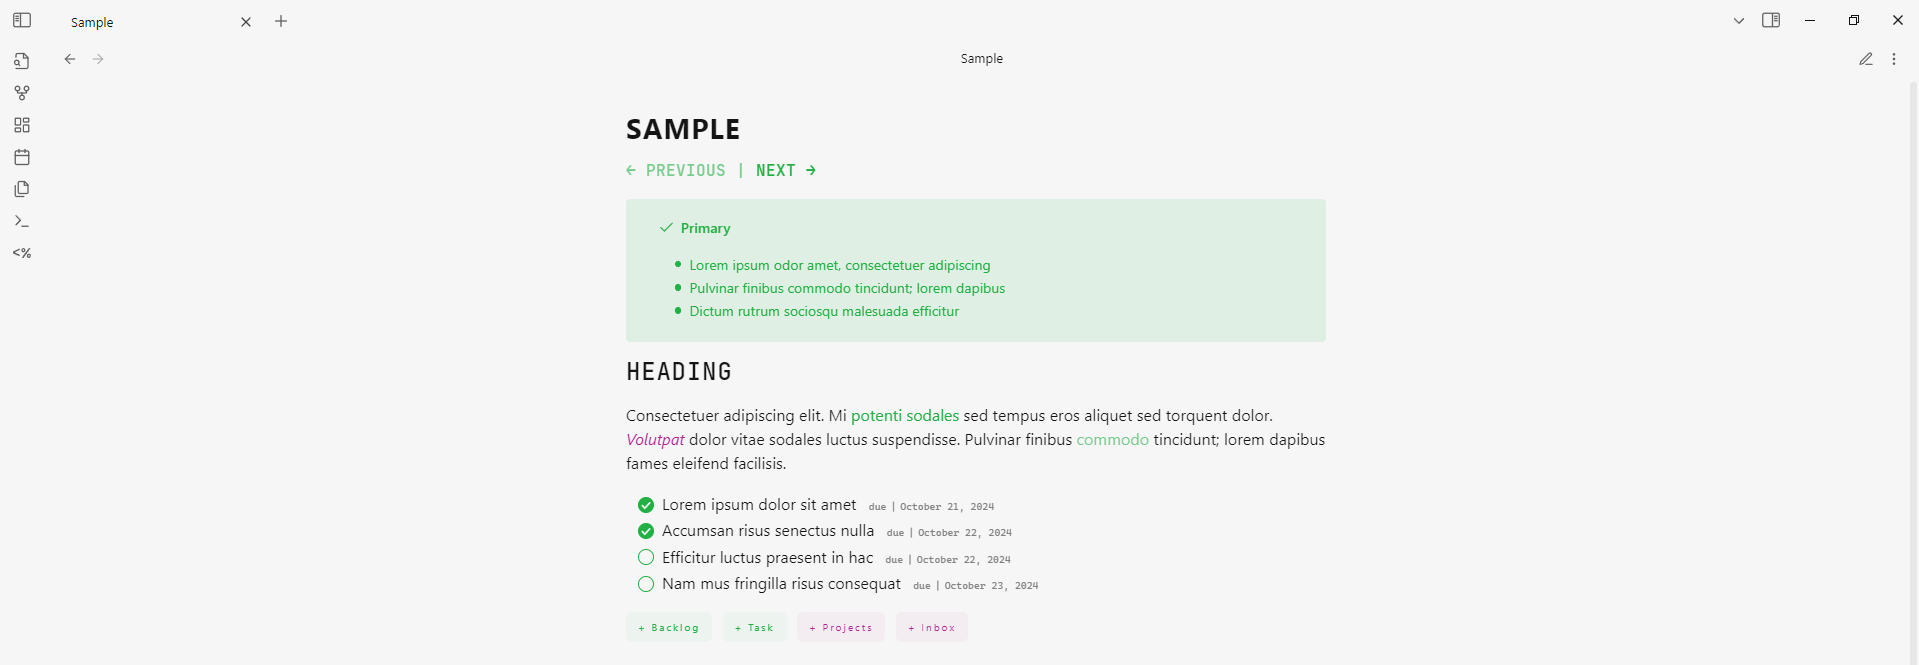 Sample
Sample
<%
SAMPLE
← PREVIOUS | NEXT →
Primary
• Lorem ipsum odor amet, consectetuer adipiscing
• Pulvinar finibus commodo tincidunt; lorem dapibus
• Dictum rutrum sociosqu malesuada efficitur
HEADING
Consectetuer adipiscing elit. Mi potenti sodales sed tempus eros aliquet sed torquent dolor.
Volutpat dolor vitae sodales luctus suspendisse. Pulvinar finibus commodo tincidunt; lorem dapibus
fames eleifend facilisis.
Lorem ipsum dolor sit amet due | October 21, 2024
Accumsan risus senectus nulla due | October 22, 2024
Efficitur luctus praesent in hac due | October 22, 2024
Nam mus fringilla risus consequat due | October 23, 2024
+ Backlog + Task + Projects + Inbox